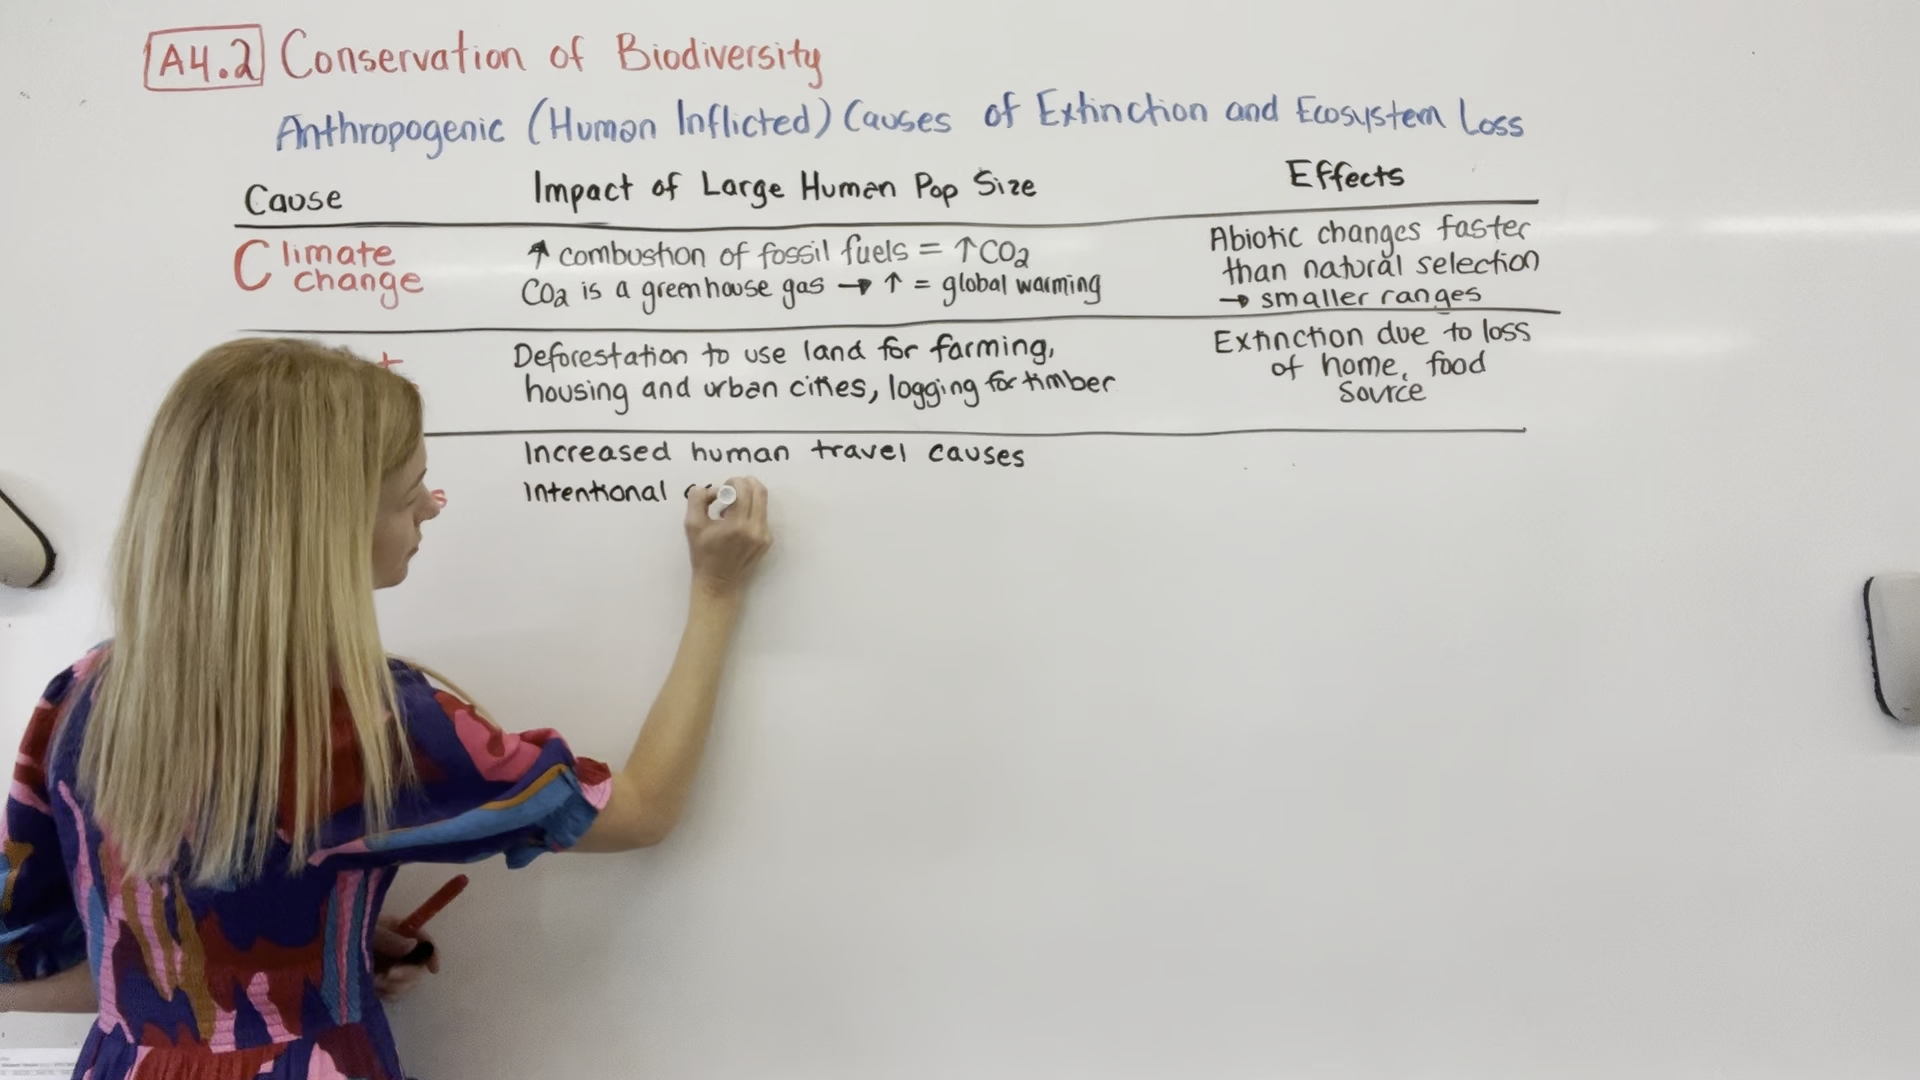 A4.2 Conservation of Biodiversity
Anthropogenic (Human Inflicted) Causes of Extinction and Ecosystem Loss
Cause Impact of Large Human Pop Size Effects
Climate change
↑ combustion of fossil fuels = ↑ CO2
CO2 is a greenhouse gas → ↑ = global warming
Abiotic changes faster
than natural selection
→ smaller ranges
Deforestation to use land for farming,
housing and urban cities, logging for timber
Extinction due to loss
of home, food
source
Increased human travel causes
Intentional